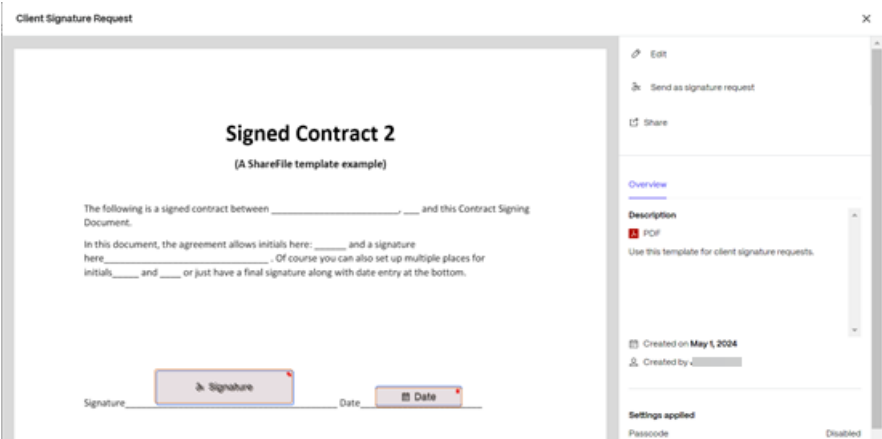 Client Signature Request
Edit
Send as signature request
Share
Signed Contract 2
(A ShareFile template example)
The following is a signed contract between ________________________, ___ and this Contract Signing
Document.
In this document, the agreement allows initials here: ______ and a signature
here_______________________________ . Of course you can also set up multiple places for
initials_____ and ____ or just have a final signature along with date entry at the bottom.
Signature
Date
Signature________________________________________ Date_______________________
Overview
Description
PDF
Use this template for client signature requests.
Created on May 1, 2024
Created by
Settings applied
Passcode Disabled